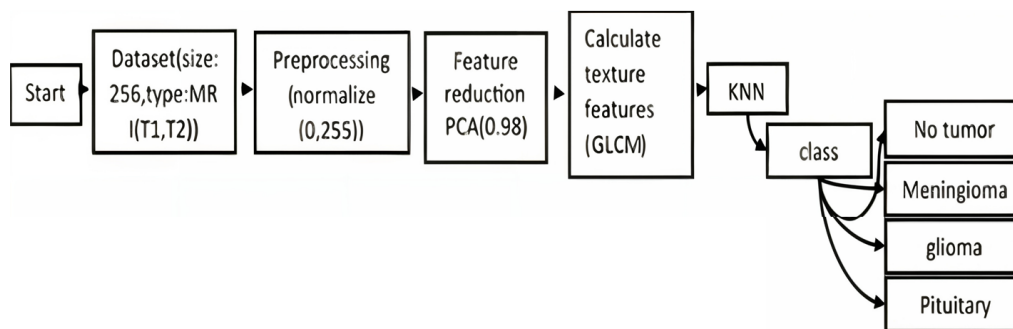 Start
Dataset(size:
256,type:MR
I(T1,T2))
Preprocessing
(normalize
(0,255))
Feature
reduction
PCA(0.98)
Calculate
texture
features
(GLCM)
KNN
class
No tumor
Meningioma
glioma
Pituitary